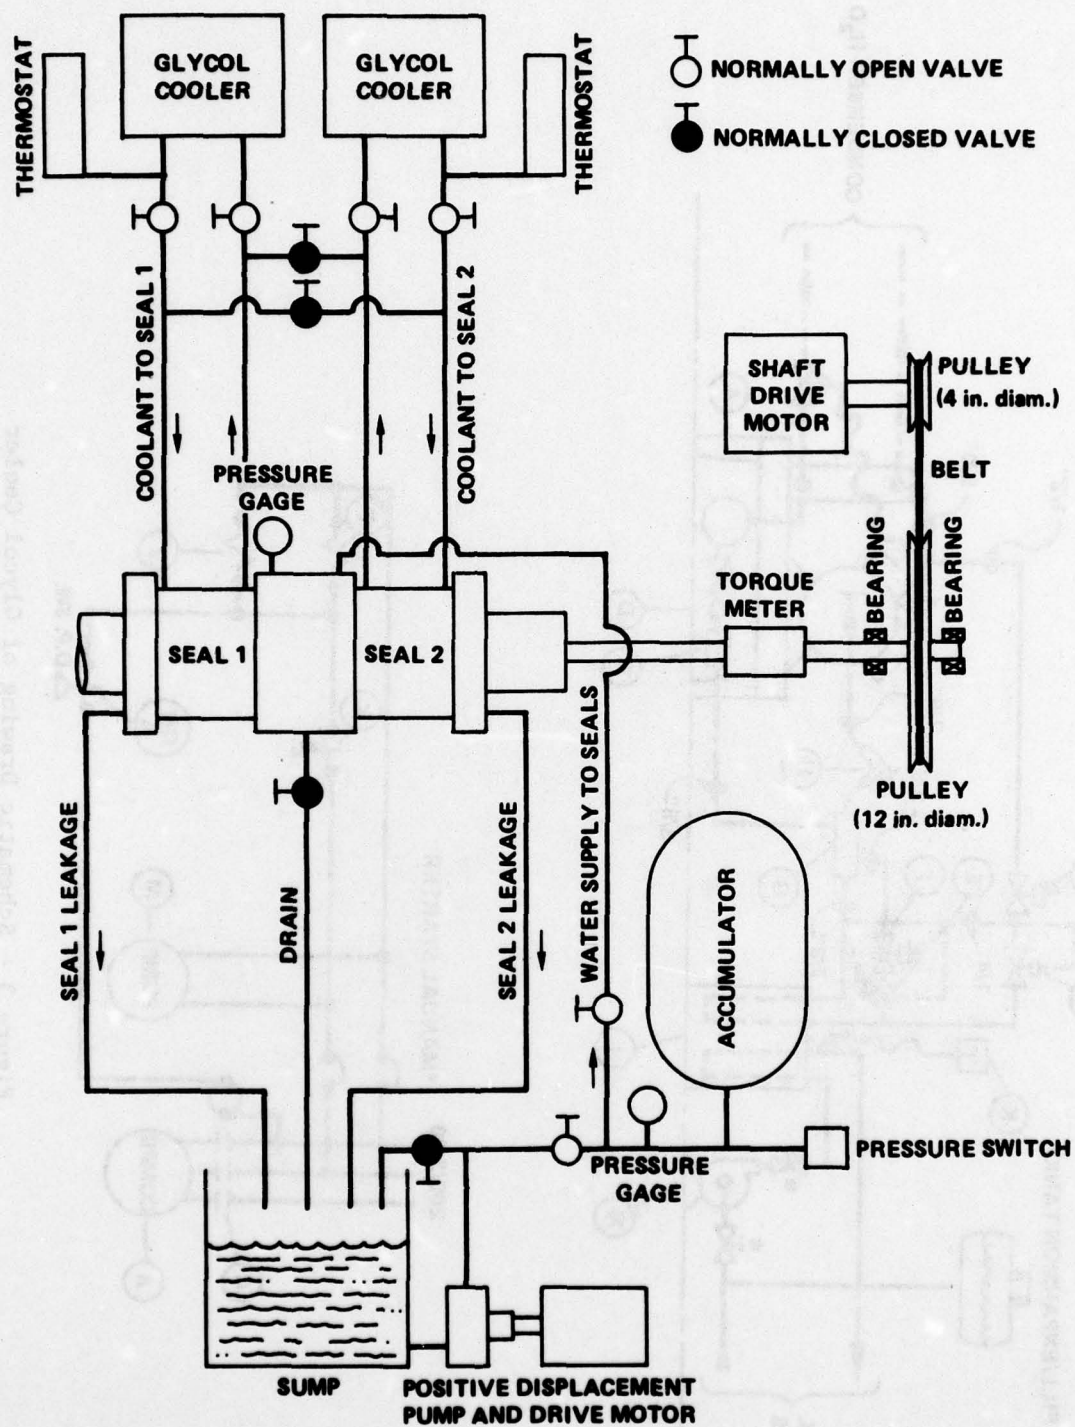 THERMOSTAT
GLYCOL
COOLER
GLYCOL
COOLER
THERMOSTAT
NORMALLY OPEN VALVE
NORMALLY CLOSED VALVE
COOLANT TO SEAL 1
COOLANT TO SEAL 2
PRESSURE
GAGE
SHAFT
DRIVE
MOTOR
PULLEY
(4 in. diam.)
BELT
BEARING
BEARING
TORQUE
METER
SEAL 1
SEAL 2
PULLEY
(12 in. diam.)
SEAL 1 LEAKAGE
DRAIN
SEAL 2 LEAKAGE
WATER SUPPLY TO SEALS
ACCUMULATOR
PRESSURE
GAGE
PRESSURE SWITCH
SUMP
POSITIVE DISPLACEMENT
PUMP AND DRIVE MOTOR